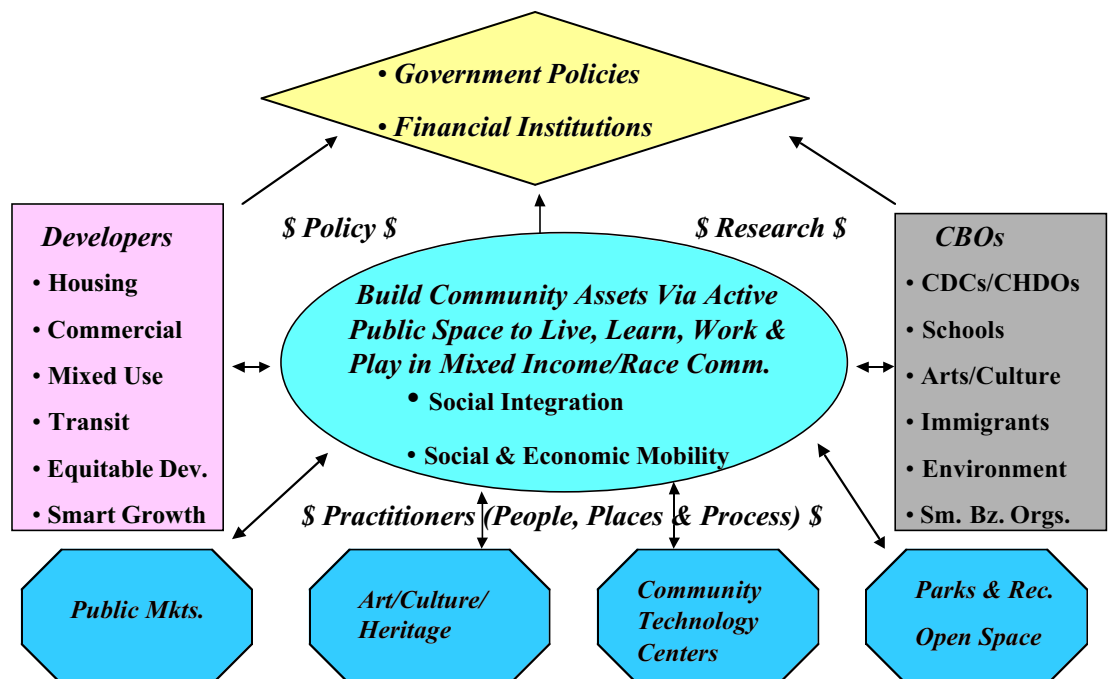 • Government Policies
• Financial Institutions
$ Policy $
$ Research $
Developers
• Housing
• Commercial
• Mixed Use
• Transit
• Equitable Dev.
• Smart Growth
Build Community Assets Via Active
Public Space to Live, Learn, Work &
Play in Mixed Income/Race Comm.
• Social Integration
• Social & Economic Mobility
CBOs
• CDCs/CHDOs
• Schools
• Arts/Culture
• Immigrants
• Environment
• Sm. Bz. Orgs.
$ Practitioners (People, Places & Process) $
Public Mkts.
Art/Culture/
Heritage
Community
Technology
Centers
Parks & Rec.
Open Space